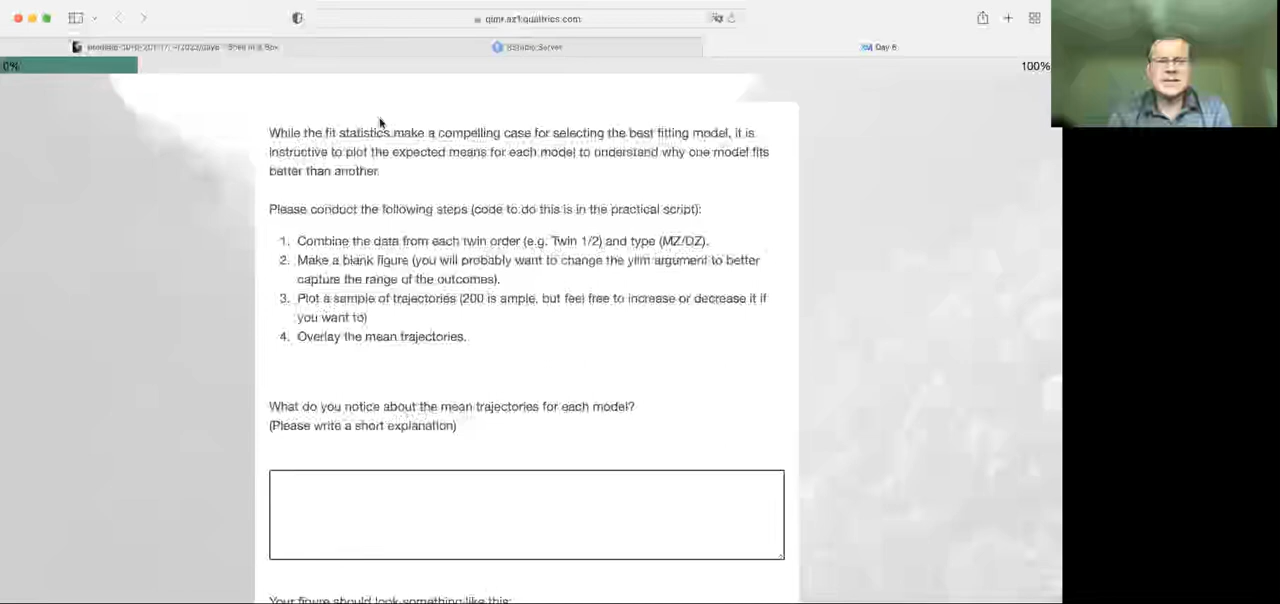 qimr.az1.qualtrics.com
RStudio Server
Day 6
0%
100%
While the fit statistics make a compelling case for selecting the best fitting model, it is
instructive to plot the expected means for each model to understand why one model fits
better than another.
Please conduct the following steps (code to do this is in the practical script):
1. Combine the data from each twin order (e.g. Twin 1/2) and type (MZ/DZ).
2. Make a blank figure (you will probably want to change the ylim argument to better
capture the range of the outcomes).
3. Plot a sample of trajectories (200 is ample, but feel free to increase or decrease it if
you want to)
4. Overlay the mean trajectories.
What do you notice about the mean trajectories for each model?
(Please write a short explanation)
Your figure should look something like this: